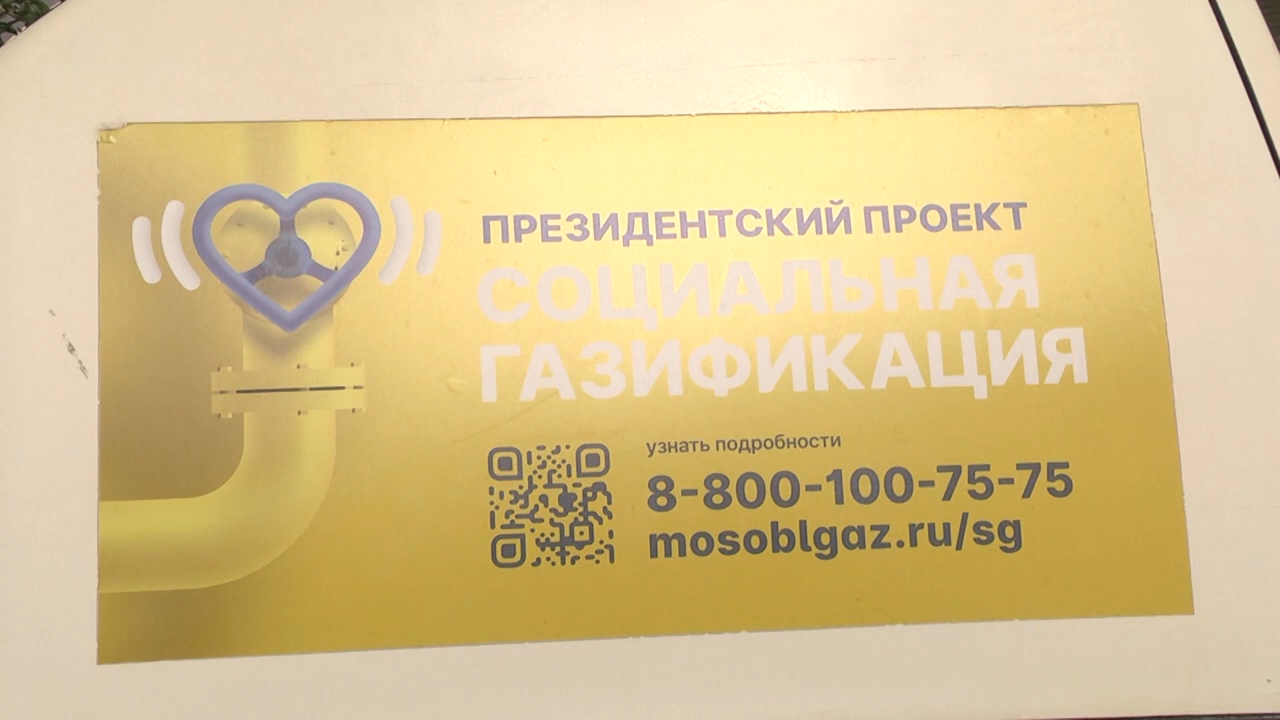 ПРЕЗИДЕНТСКИЙ ПРОЕКТ
СОЦИАЛЬНАЯ
ГАЗИФИКАЦИЯ
узнать подробности
8-800-100-75-75
mosoblgaz.ru/sg